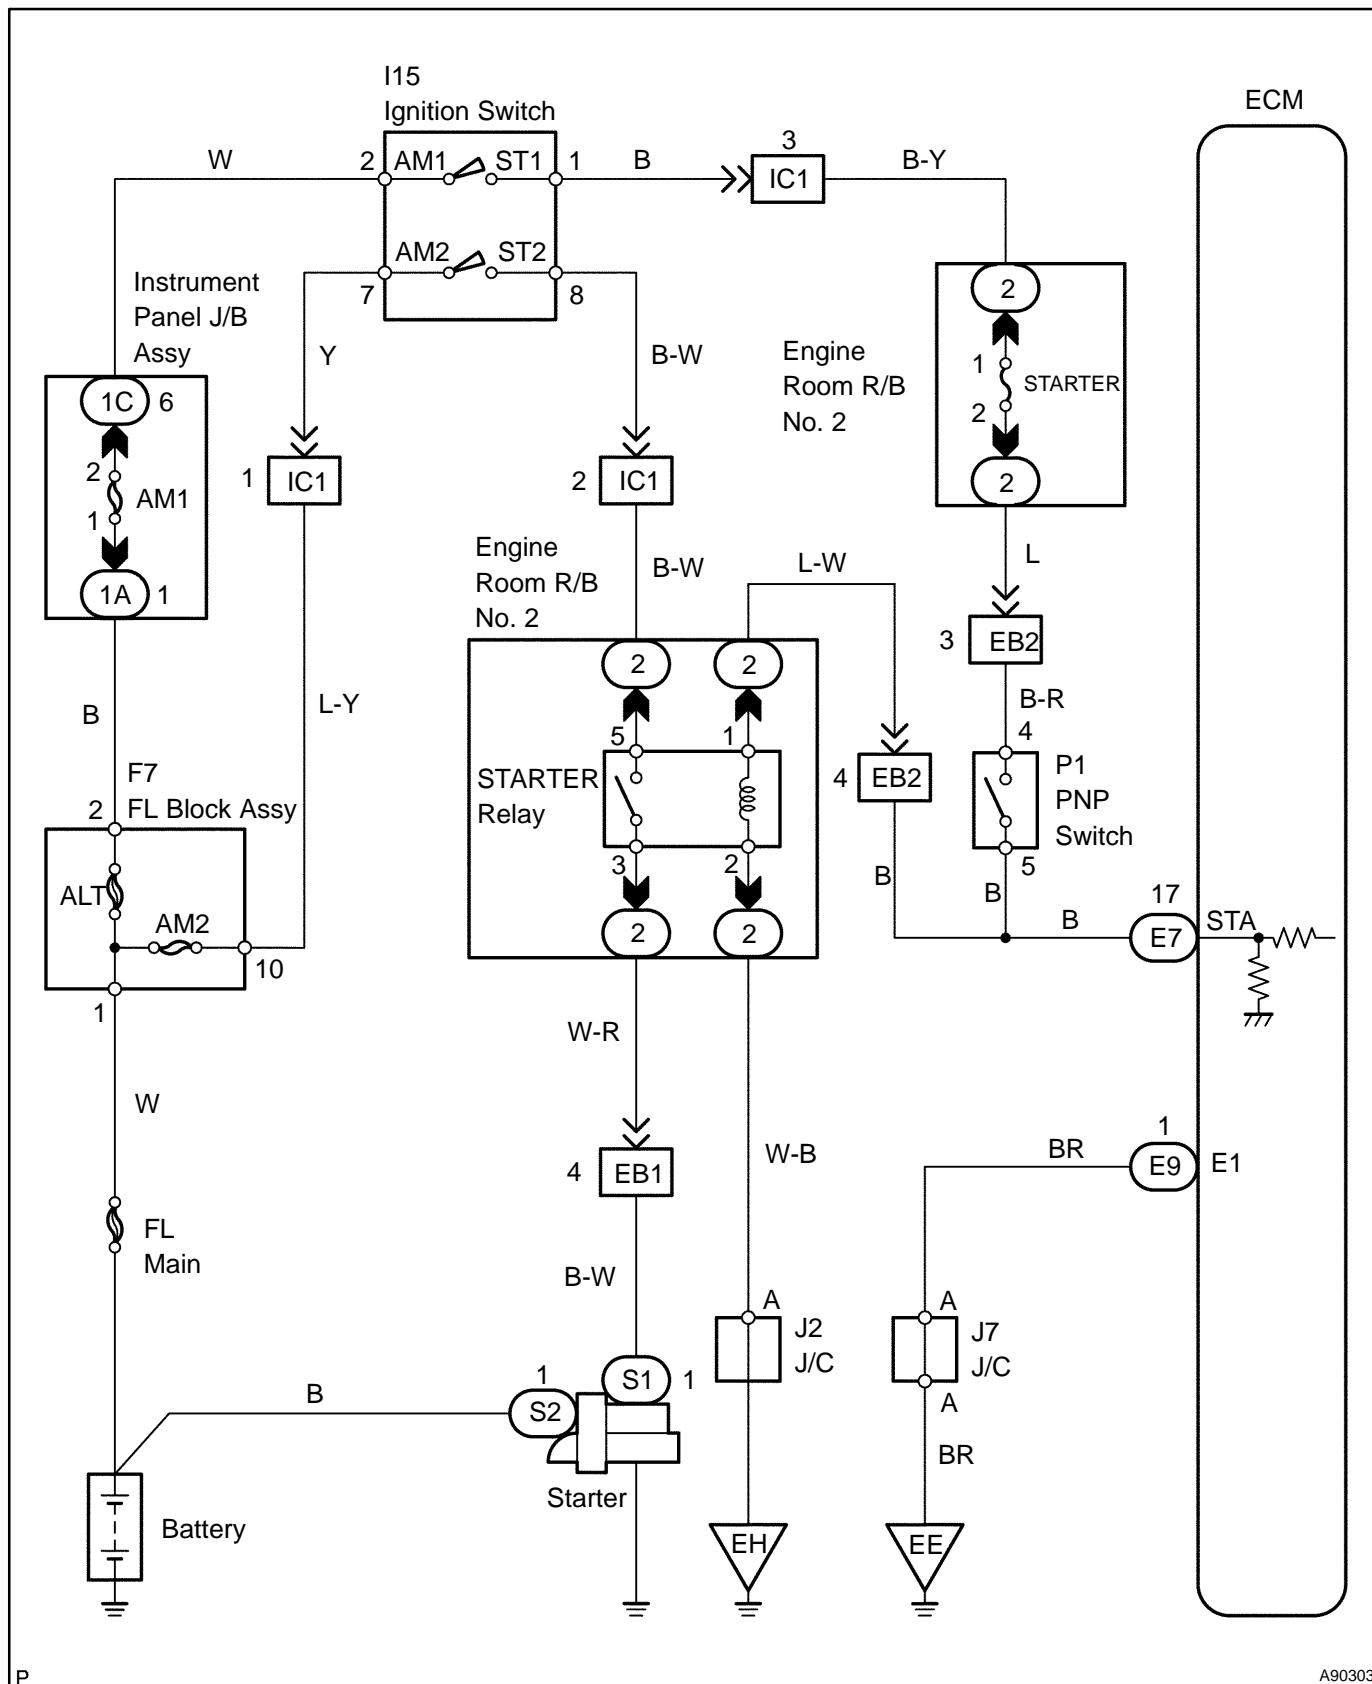 I15
Ignition Switch
ECM
W
2
AM1
ST1
1
B
3
IC1
B-Y
AM2
ST2
7
8
Instrument
Panel J/B
Assy
Y
B-W
Engine
Room R/B
No. 2
2
1
STARTER
2
2
1C
6
2
AM1
1
1A
1
1
IC1
2
IC1
L
Engine
Room R/B
No. 2
B-W
L-W
3
EB2
B-R
B
L-Y
2
2
5
1
STARTER
Relay
3
2
2
2
4
EB2
4
P1
PNP
Switch
5
F7
2
FL Block Assy
ALT
AM2
10
1
B
B
B
17
E7
STA
W-R
W
W-B
4
EB1
1
E9
E1
BR
FL
Main
B-W
A
J2
J/C
A
J7
J/C
A
BR
B
1
S2
S1
1
Starter
Battery
EH
EE
P
A90303